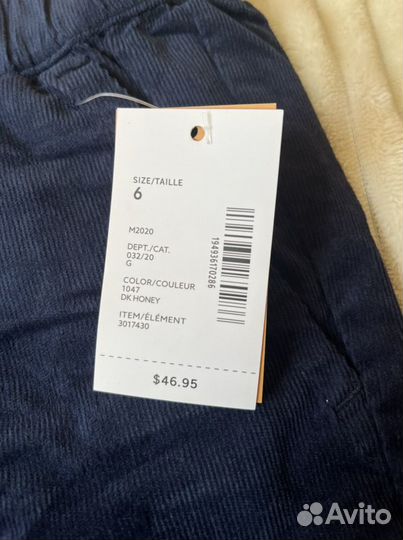 SIZE/TAILLE
6
M2020
DEPT./CAT.
032/20
G
COLOR/COULEUR
1047
DK HONEY
ITEM/ÉLÉMENT
3017430
194936170286
$46.95
Avito